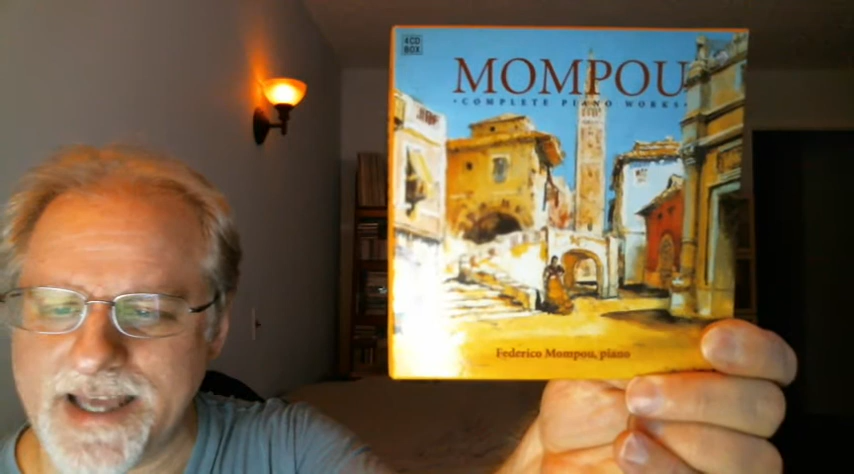 4CD
BOX
MOMPOU
• COMPLETE PIANO WORKS •
Federico Mompou, piano